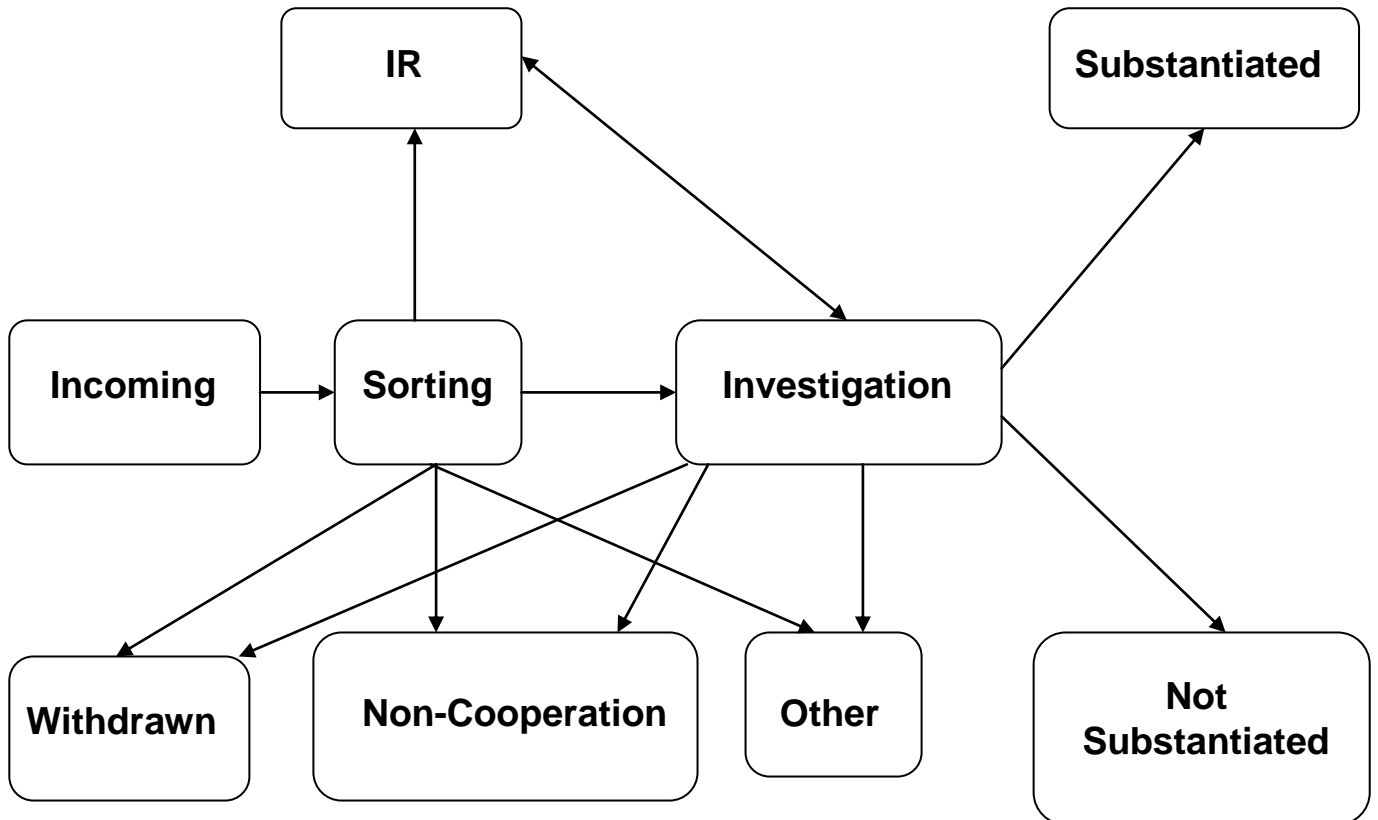 IR
Substantiated
Incoming
Sorting
Investigation
Withdrawn
Non-Cooperation
Other
Not
Substantiated